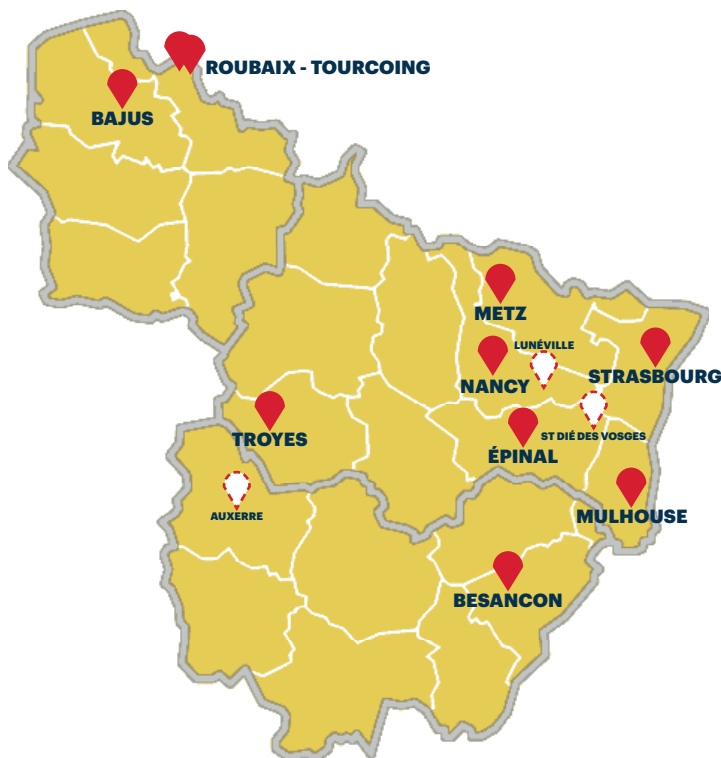 ROUBAIX - TOURCOING
BAJUS
METZ
LUNÉVILLE
STRASBOURG
NANCY
TROYES
ST DIÉ DES VOSGES
ÉPINAL
AUXERRE
MULHOUSE
BESANCON